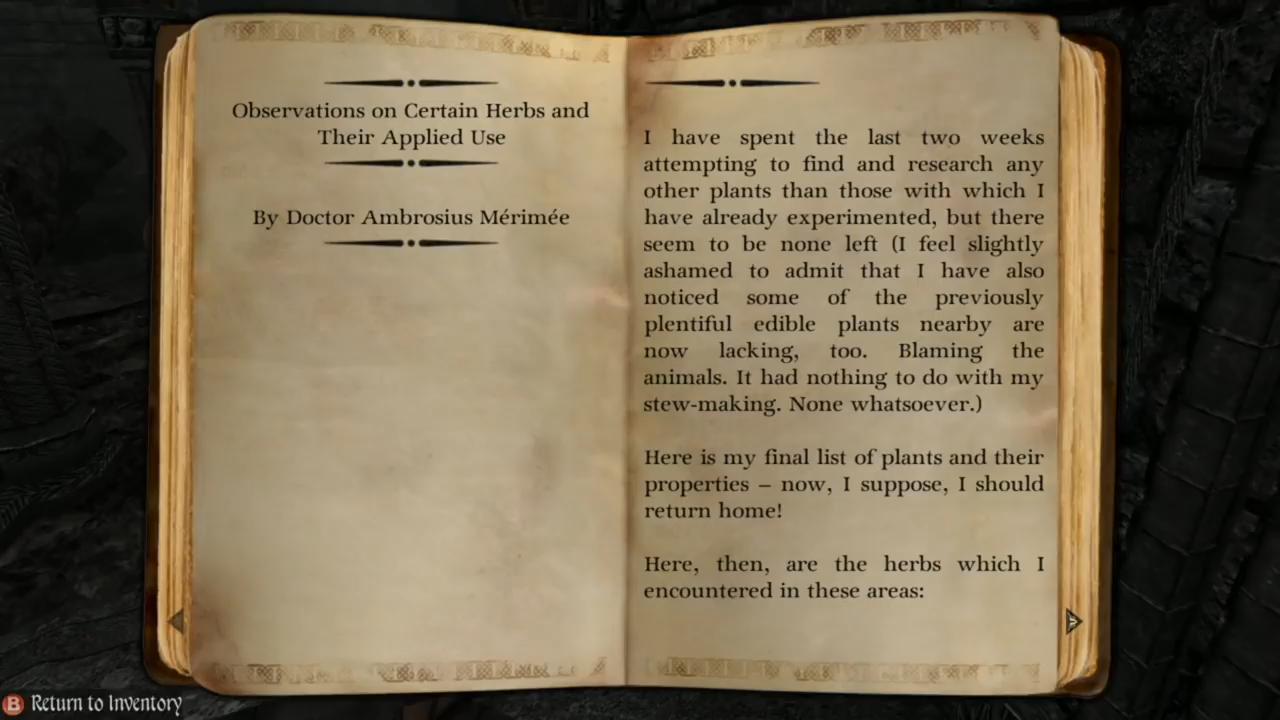 Observations on Certain Herbs and
Their Applied Use
By Doctor Ambrosius Mérimée
I have spent the last two weeks
attempting to find and research any
other plants than those with which I
have already experimented, but there
seem to be none left (I feel slightly
ashamed to admit that I have also
noticed some of the previously
plentiful edible plants nearby are
now lacking, too. Blaming the
animals. It had nothing to do with my
stew-making. None whatsoever.)
Here is my final list of plants and their
properties – now, I suppose, I should
return home!
Here, then, are the herbs which I
encountered in these areas:
B Return to Inventory